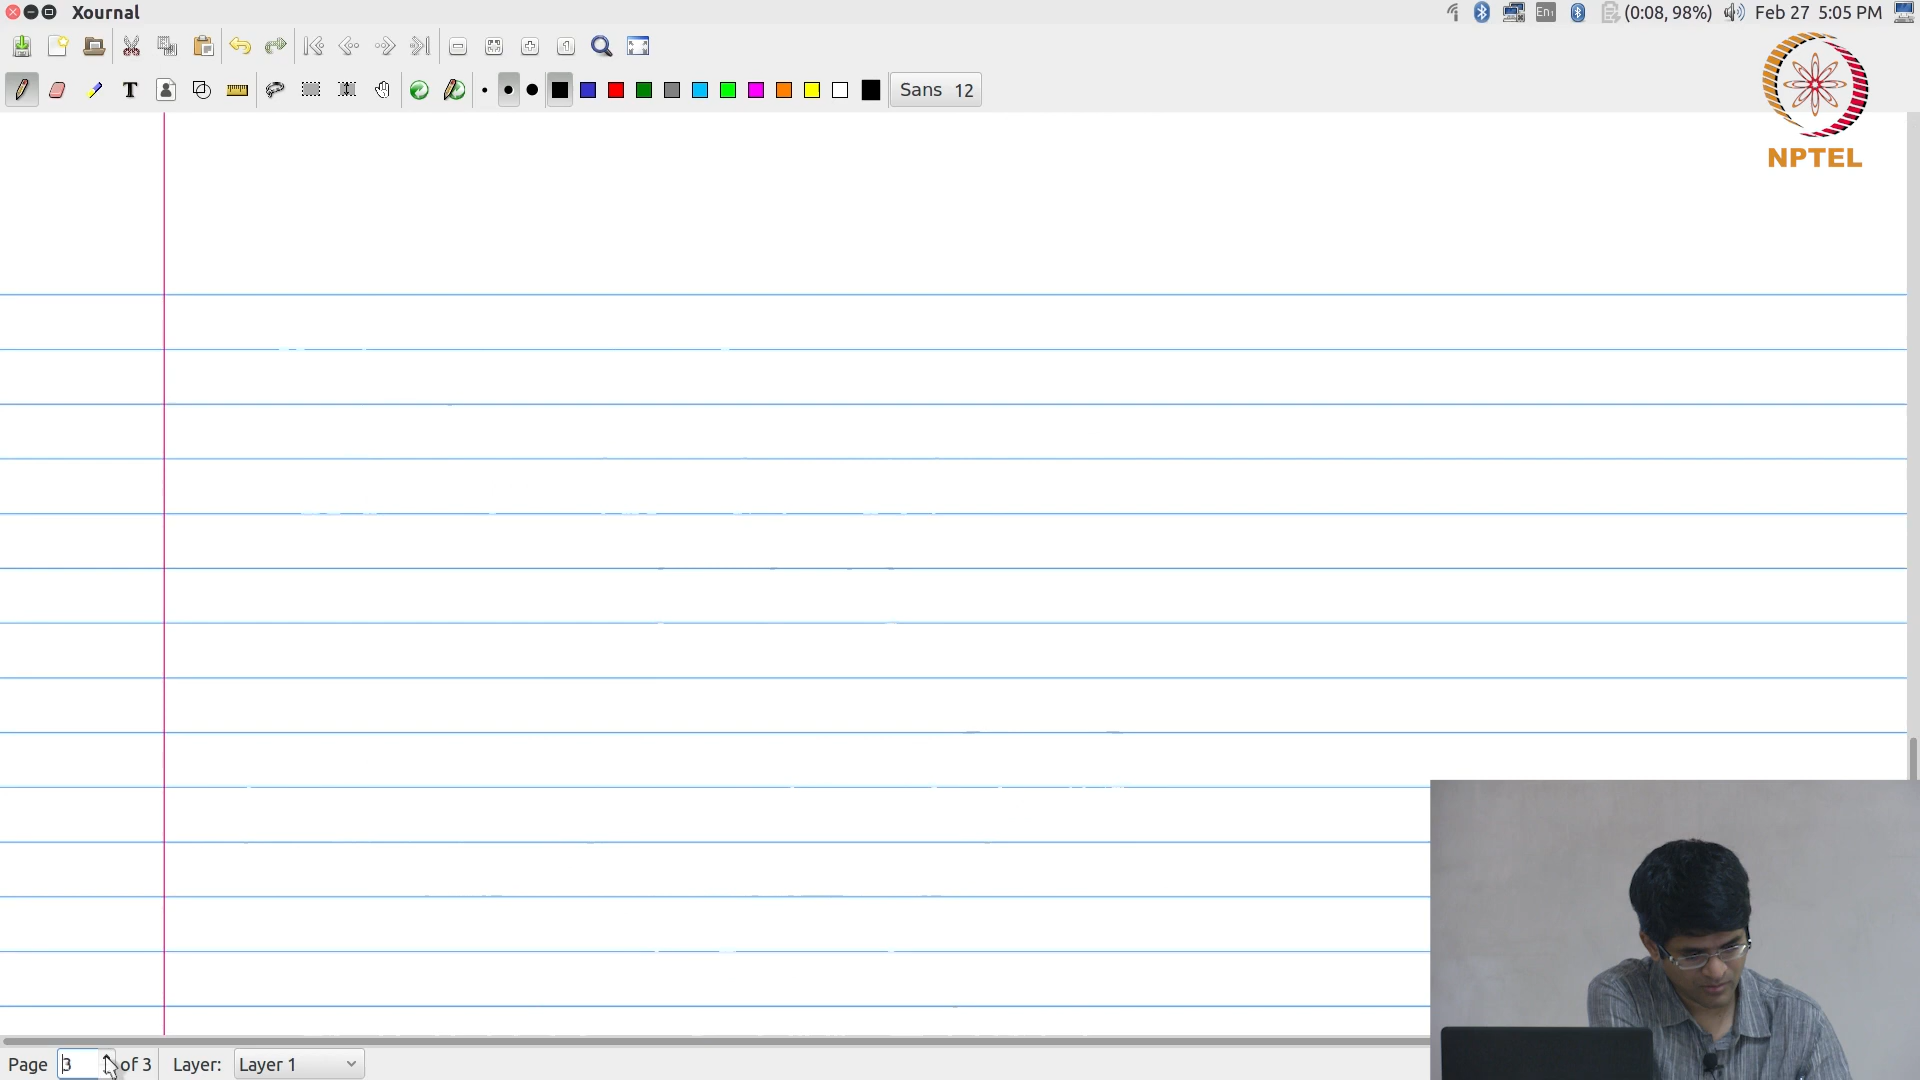 Xournal
En1
(0:08, 98%)
Feb 27 5:05 PM
T
Sans 12
NPTEL
Page 3 of 3 Layer: Layer 1